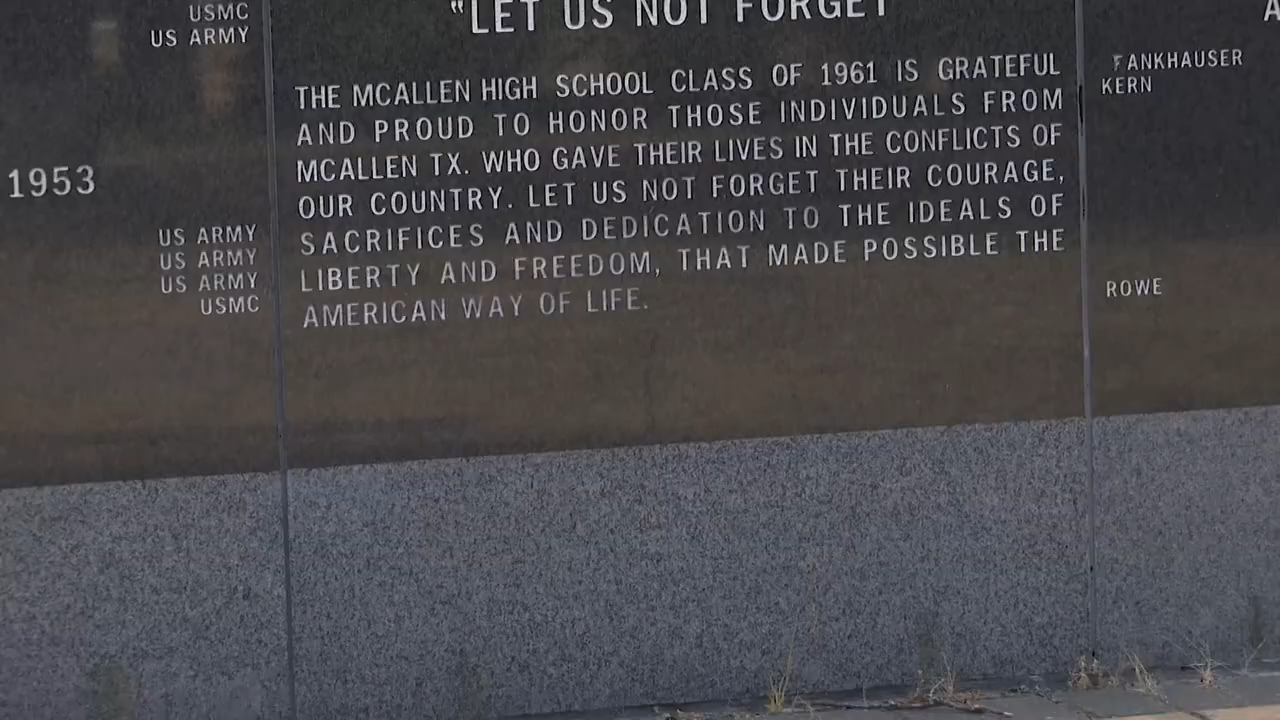 USMC
US ARMY
1953
US ARMY
US ARMY
US ARMY
USMC
"LET US NOT FORGET
THE MCALLEN HIGH SCHOOL CLASS OF 1961 IS GRATEFUL
AND PROUD TO HONOR THOSE INDIVIDUALS FROM
MCALLEN TX. WHO GAVE THEIR LIVES IN THE CONFLICTS OF
OUR COUNTRY. LET US NOT FORGET THEIR COURAGE,
SACRIFICES AND DEDICATION TO THE IDEALS OF
LIBERTY AND FREEDOM, THAT MADE POSSIBLE THE
AMERICAN WAY OF LIFE.
FANKHAUSER
KERN
ROWE